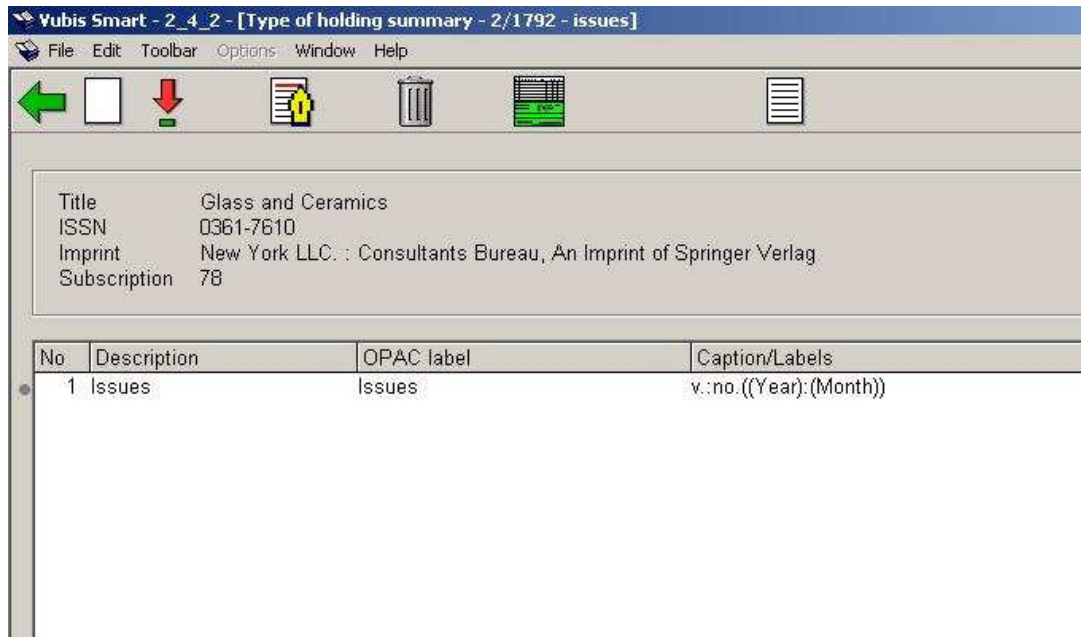 Vubis Smart - 2_4_2 - [Type of holding summary - 2/1792 - issues]
File Edit Toolbar Options Window Help
Title Glass and Ceramics
ISSN 0361-7610
Imprint New York LLC. : Consultants Bureau, An Imprint of Springer Verlag
Subscription 78
No Description OPAC label Caption/Labels
1 Issues Issues v.:no.((Year):(Month))